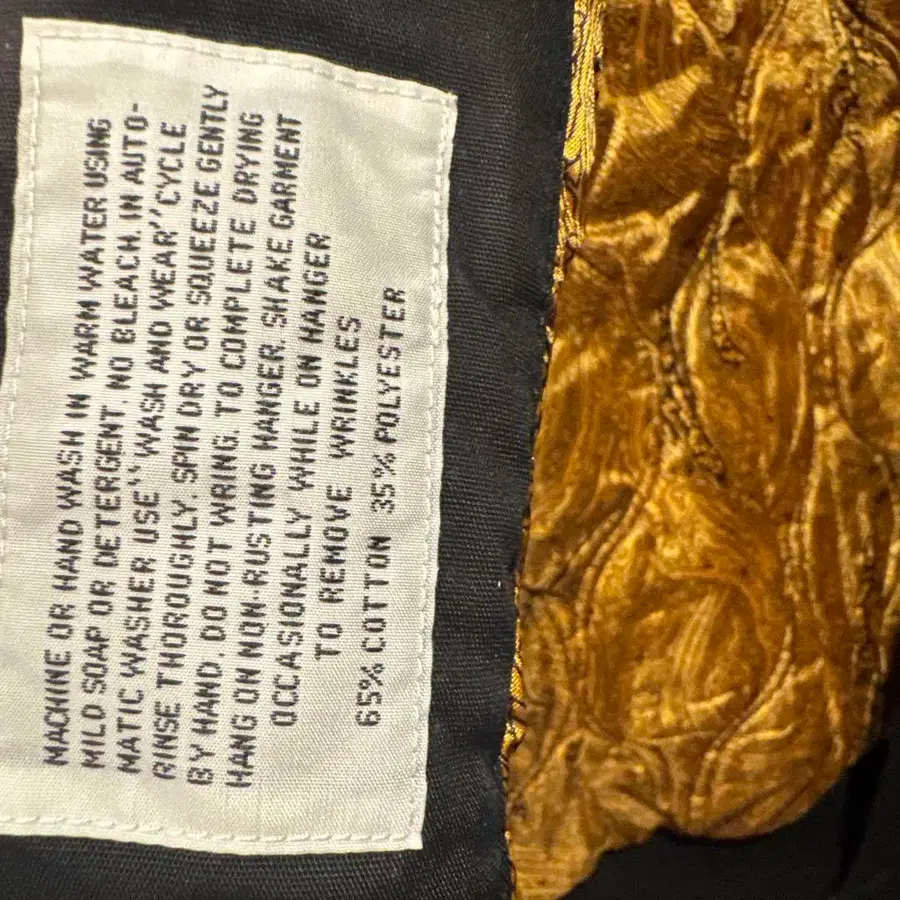 MACHINE OR HAND WASH IN WARM WATER USING
MILD SOAP OR DETERGENT. NO BLEACH. IN AUTO-
MATIC WASHER USE "WASH AND WEAR" CYCLE
RINSE THOROUGHLY. SPIN DRY OR SQUEEZE GENTLY
BY HAND. DO NOT WRING. TO COMPLETE DRYING
HANG ON NON-RUSTING HANGER. SHAKE GARMENT
OCCASIONALLY WHILE ON HANGER
TO REMOVE WRINKLES
65% COTTON 35% POLYESTER